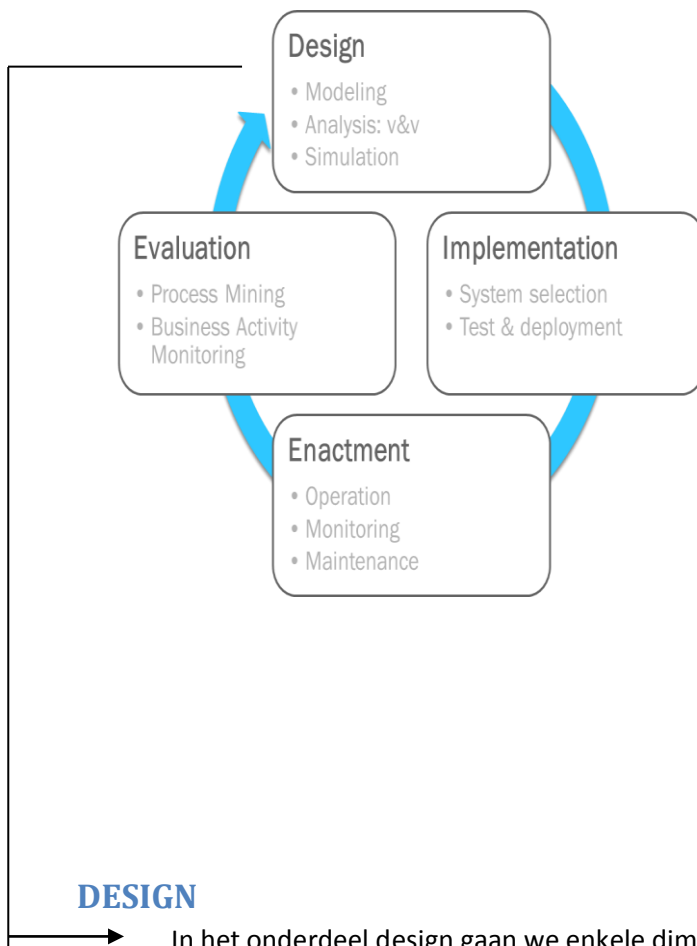 Design
• Modeling
• Analysis: v&v
• Simulation
Evaluation
• Process Mining
• Business Activity
Monitoring
Implementation
• System selection
• Test & deployment
Enactment
• Operation
• Monitoring
• Maintenance
DESIGN
In het onderdeel design gaan we enkele dim